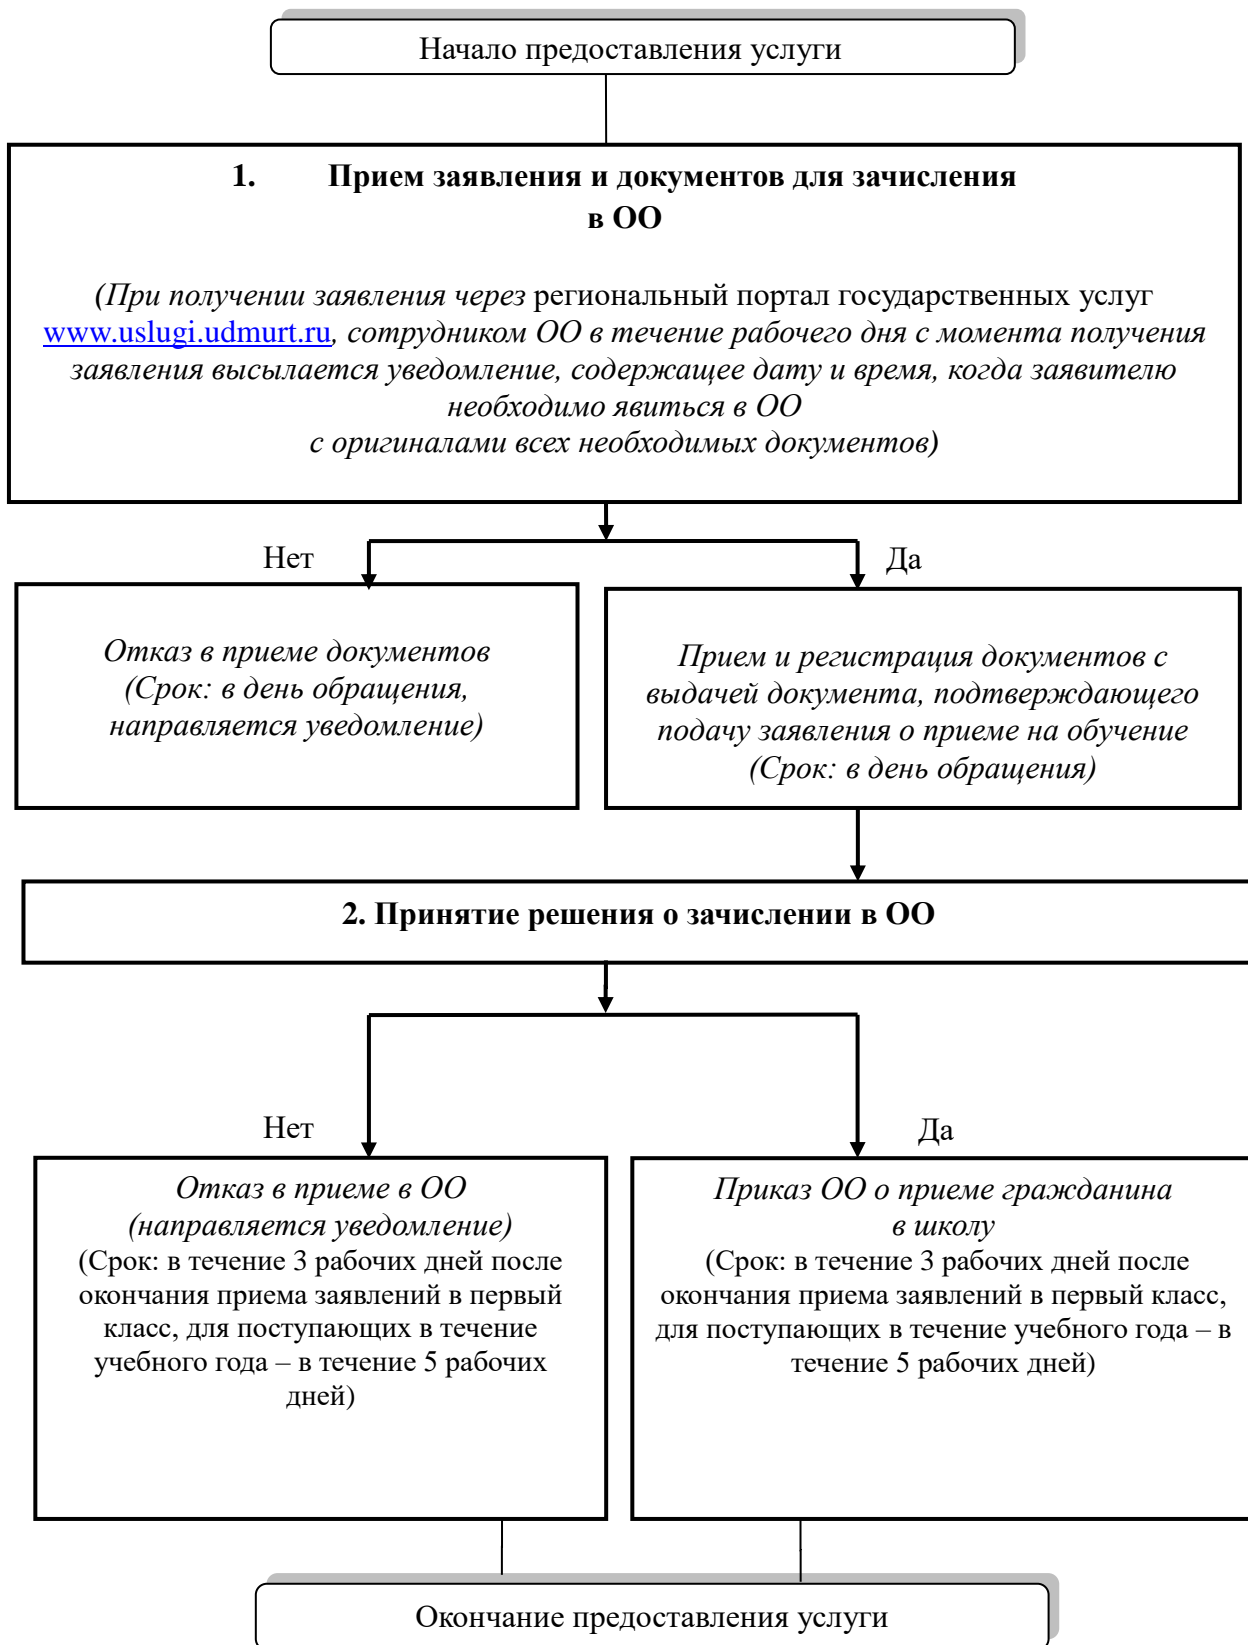 Начало предоставления услуги
1. Прием заявления и документов для зачисления
в ОО
(При получении заявления через региональный портал государственных услуг
www.uslugi.udmurt.ru, сотрудником ОО в течение рабочего дня с момента получения
заявления высылается уведомление, содержащее дату и время, когда заявителю
необходимо явиться в ОО
с оригиналами всех необходимых документов)
Нет
Да
Отказ в приеме документов
(Срок: в день обращения,
направляется уведомление)
Прием и регистрация документов с
выдачей документа, подтверждающего
подачу заявления о приеме на обучение
(Срок: в день обращения)
2. Принятие решения о зачислении в ОО
Нет
Да
Отказ в приеме в ОО
(направляется уведомление)
(Срок: в течение 3 рабочих дней после
окончания приема заявлений в первый
класс, для поступающих в течение
учебного года – в течение 5 рабочих
дней)
Приказ ОО о приеме гражданина
в школу
(Срок: в течение 3 рабочих дней после
окончания приема заявлений в первый класс,
для поступающих в течение учебного года – в
течение 5 рабочих дней)
Окончание предоставления услуги